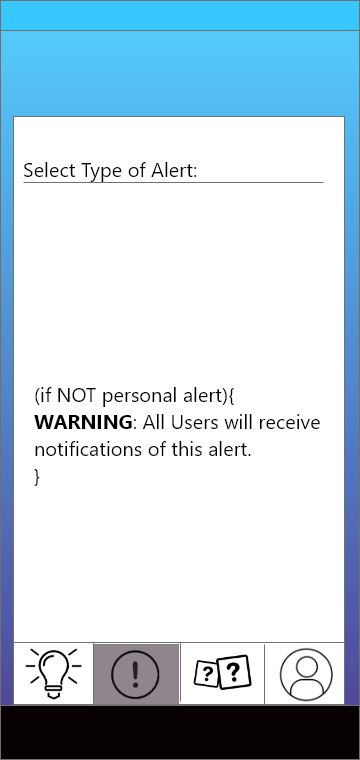 Select Type of Alert:
(if NOT personal alert){
WARNING: All Users will receive
notifications of this alert.
}
!
? ?